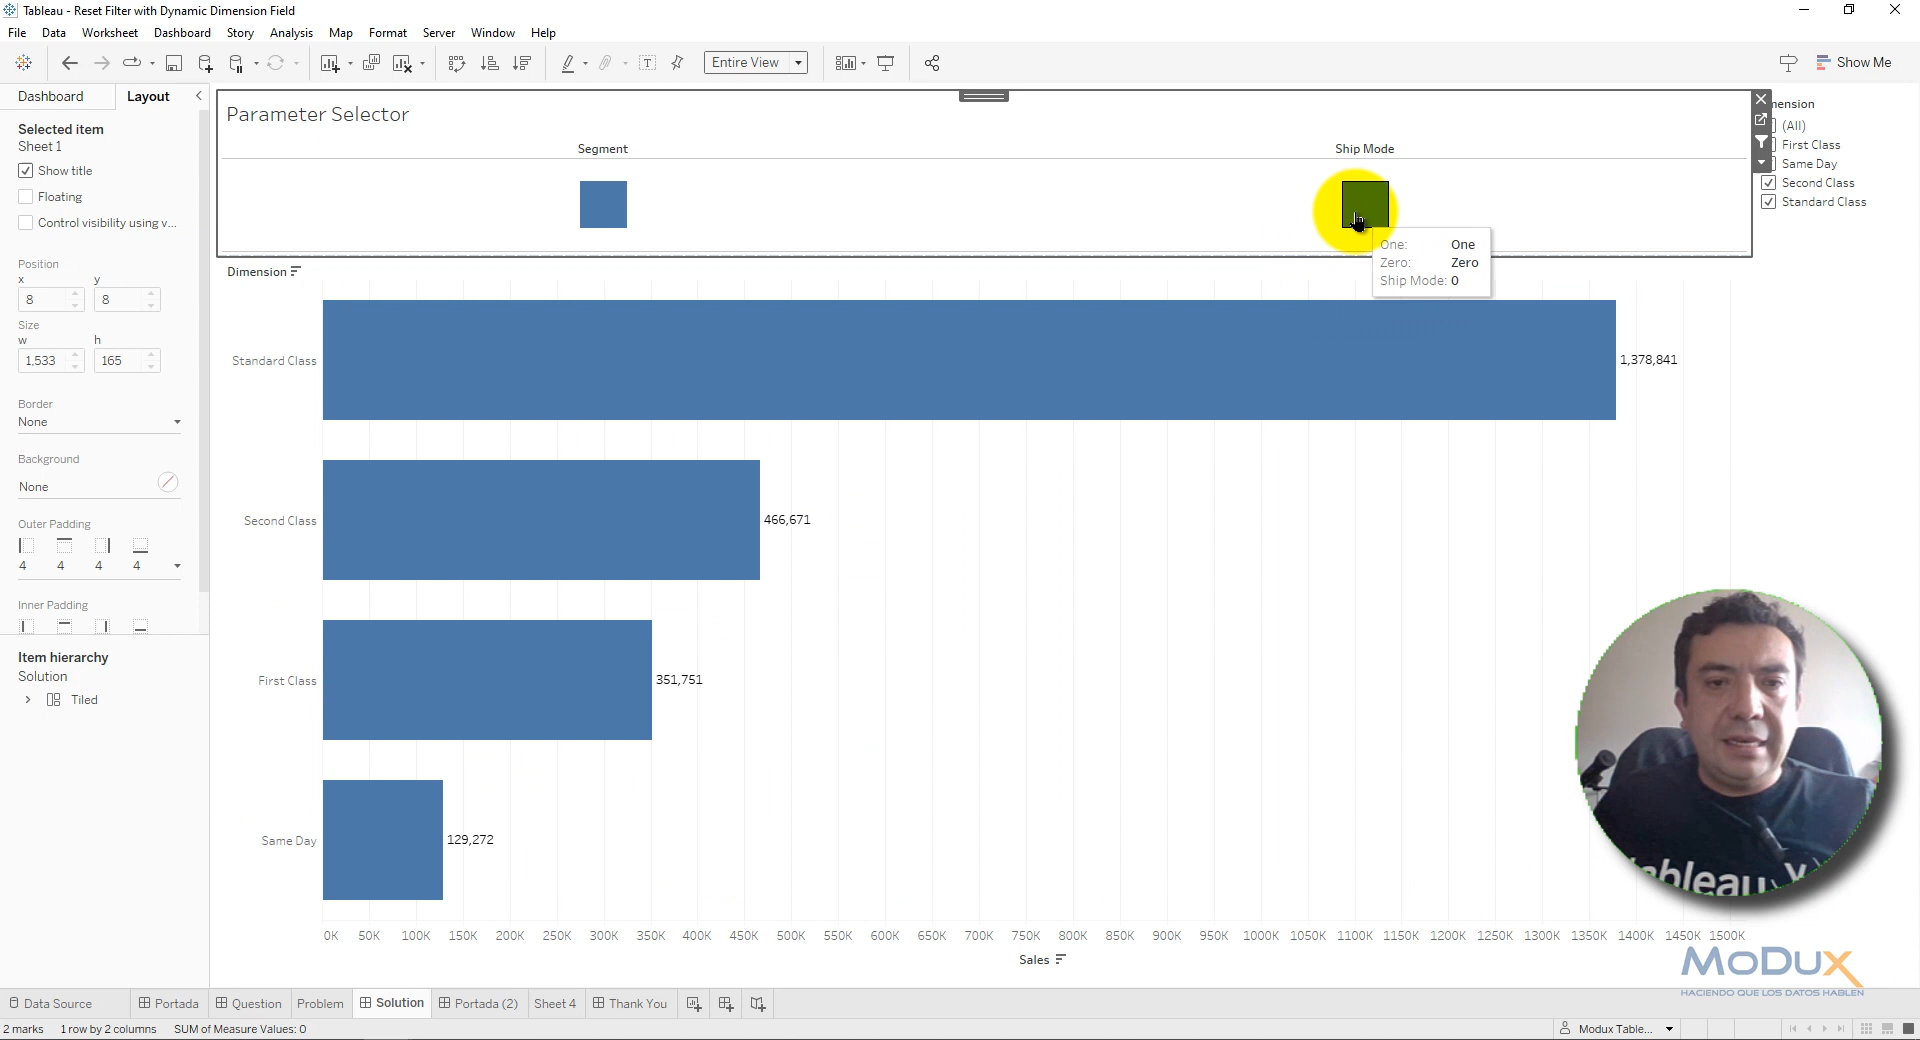 Tableau - Reset Filter with Dynamic Dimension Field
File Data Worksheet Dashboard Story Analysis Map Format Server Window Help
Entire View
Show Me
Dashboard Layout
Selected item
Sheet 1
Show title
Floating
Control visibility using v...
Position
x y
8 8
Size
w h
1,533 165
Border
None
Background
None
Outer Padding
4 4 4 4
Inner Padding
Item hierarchy
Solution
Tiled
Parameter Selector
Segment Ship Mode
One: One
Zero: Zero
Ship Mode: 0
mension
(All)
First Class
Same Day
Second Class
Standard Class
Dimension
Standard Class 1,378,841
Second Class 466,671
First Class 351,751
Same Day 129,272
0K 50K 100K 150K 200K 250K 300K 350K 400K 450K 500K 550K 600K 650K 700K 750K 800K 850K 900K 950K 1000K 1050K 1100K 1150K 1200K 1250K 1300K 1350K 1400K 1450K 1500K
Sales
MODUX
HACIENDO QUE LOS DATOS HABLEN
Data Source Portada Question Problem Solution Portada (2) Sheet 4 Thank You
2 marks 1 row by 2 columns SUM of Measure Values: 0
Modux Table...